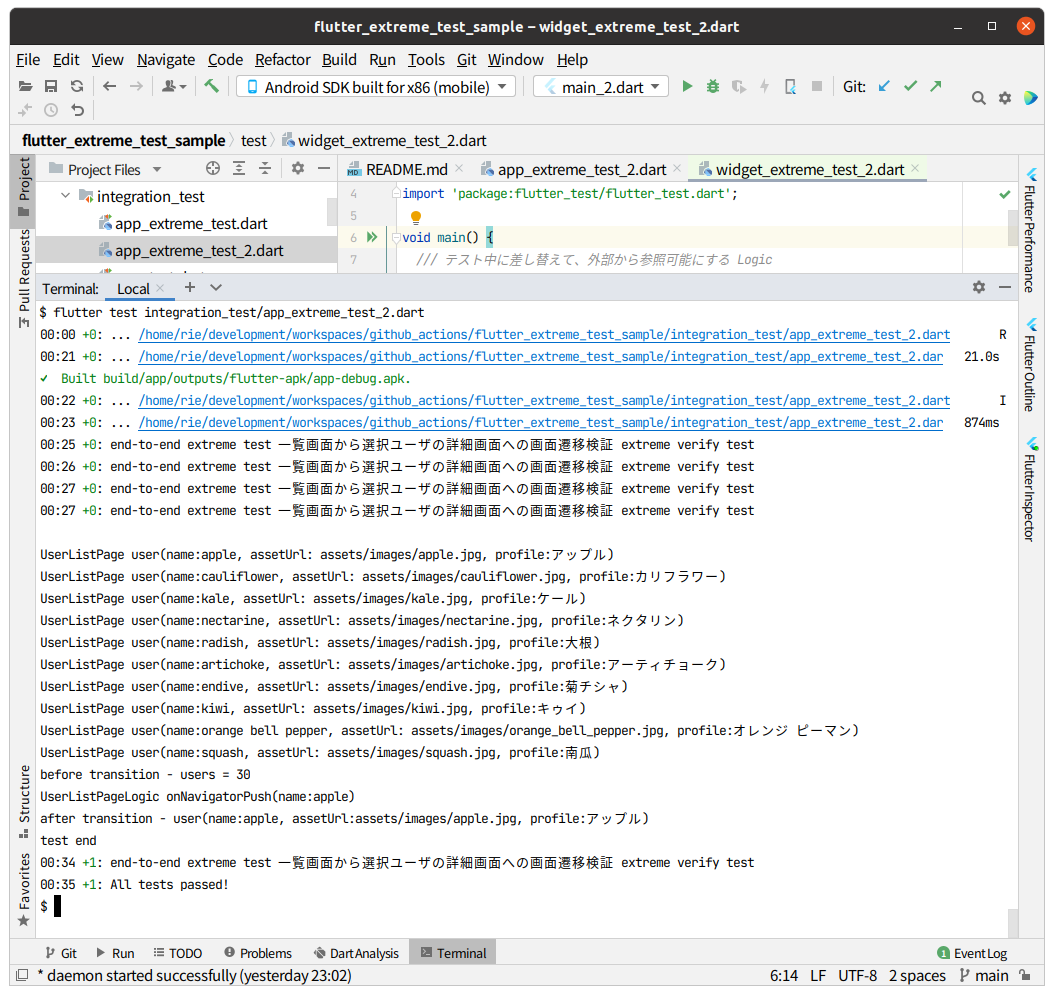 flutter_extreme_test_sample – widget_extreme_test_2.dart
File Edit View Navigate Code Refactor Build Run Tools Git Window Help
Android SDK built for x86 (mobile) main_2.dart Git:
flutter_extreme_test_sample test widget_extreme_test_2.dart
Project Files README.md app_extreme_test_2.dart widget_extreme_test_2.dart
integration_test
app_extreme_test.dart
app_extreme_test_2.dart
4 import 'package:flutter_test/flutter_test.dart';
5
6 void main() {
7 /// テスト中に差し替えて、外部から参照可能にする Logic
Project
Pull Requests
Structure
Favorites
Flutter Performance
Flutter Outline
Flutter Inspector
Terminal: Local
$ flutter test integration_test/app_extreme_test_2.dart
00:00 +0: ... /home/rie/development/workspaces/github_actions/flutter_extreme_test_sample/integration_test/app_extreme_test_2.dart R
00:21 +0: ... /home/rie/development/workspaces/github_actions/flutter_extreme_test_sample/integration_test/app_extreme_test_2.dar 21.0s
✓ Built build/app/outputs/flutter-apk/app-debug.apk.
00:22 +0: ... /home/rie/development/workspaces/github_actions/flutter_extreme_test_sample/integration_test/app_extreme_test_2.dart I
00:23 +0: ... /home/rie/development/workspaces/github_actions/flutter_extreme_test_sample/integration_test/app_extreme_test_2.dar 874ms
00:25 +0: end-to-end extreme test 一覧画面から選択ユーザの詳細画面への画面遷移検証 extreme verify test
00:26 +0: end-to-end extreme test 一覧画面から選択ユーザの詳細画面への画面遷移検証 extreme verify test
00:27 +0: end-to-end extreme test 一覧画面から選択ユーザの詳細画面への画面遷移検証 extreme verify test
00:27 +0: end-to-end extreme test 一覧画面から選択ユーザの詳細画面への画面遷移検証 extreme verify test
UserListPage user(name:apple, assetUrl: assets/images/apple.jpg, profile:アップル)
UserListPage user(name:cauliflower, assetUrl: assets/images/cauliflower.jpg, profile:カリフラワー)
UserListPage user(name:kale, assetUrl: assets/images/kale.jpg, profile:ケール)
UserListPage user(name:nectarine, assetUrl: assets/images/nectarine.jpg, profile:ネクタリン)
UserListPage user(name:radish, assetUrl: assets/images/radish.jpg, profile:大根)
UserListPage user(name:artichoke, assetUrl: assets/images/artichoke.jpg, profile:アーティチョーク)
UserListPage user(name:endive, assetUrl: assets/images/endive.jpg, profile:菊チシャ)
UserListPage user(name:kiwi, assetUrl: assets/images/kiwi.jpg, profile:キゥイ)
UserListPage user(name:orange bell pepper, assetUrl: assets/images/orange_bell_pepper.jpg, profile:オレンジ ピーマン)
UserListPage user(name:squash, assetUrl: assets/images/squash.jpg, profile:南瓜)
before transition - users = 30
UserListPageLogic onNavigatorPush(name:apple)
after transition - user(name:apple, assetUrl:assets/images/apple.jpg, profile:アップル)
test end
00:34 +1: end-to-end extreme test 一覧画面から選択ユーザの詳細画面への画面遷移検証 extreme verify test
00:35 +1: All tests passed!
$
Git Run TODO Problems Dart Analysis Terminal 1 Event Log
* daemon started successfully (yesterday 23:02) 6:14 LF UTF-8 2 spaces main